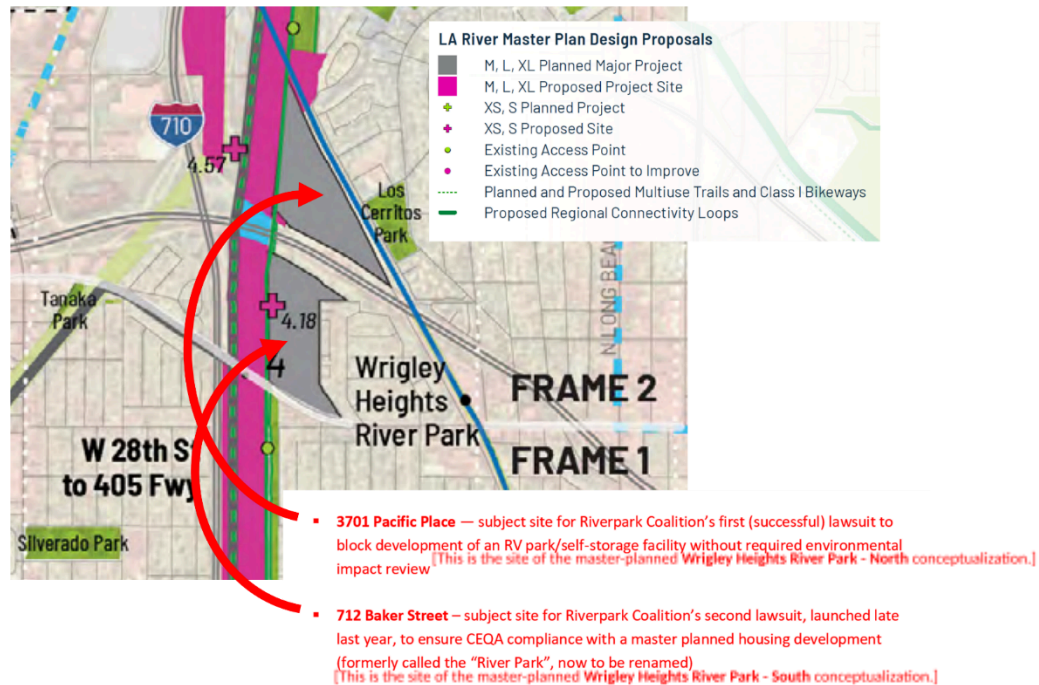 LA River Master Plan Design Proposals
M, L, XL Planned Major Project
M, L, XL Proposed Project Site
XS, S Planned Project
XS, S Proposed Site
Existing Access Point
Existing Access Point to Improve
Planned and Proposed Multiuse Trails and Class I Bikeways
Proposed Regional Connectivity Loops
710
4.57
Los
Cerritos
Park
Tanaka
Park
4.18
4
N LONG BEA
Wrigley
Heights
River Park
FRAME 2
FRAME 1
W 28th St
to 405 Fwy
Silverado Park
▪ 3701 Pacific Place — subject site for Riverpark Coalition's first (successful) lawsuit to
block development of an RV park/self-storage facility without required environmental
impact review
[This is the site of the master-planned Wrigley Heights River Park - North conceptualization.]
▪ 712 Baker Street – subject site for Riverpark Coalition's second lawsuit, launched late
last year, to ensure CEQA compliance with a master planned housing development
(formerly called the "River Park", now to be renamed)
[This is the site of the master-planned Wrigley Heights River Park - South conceptualization.]